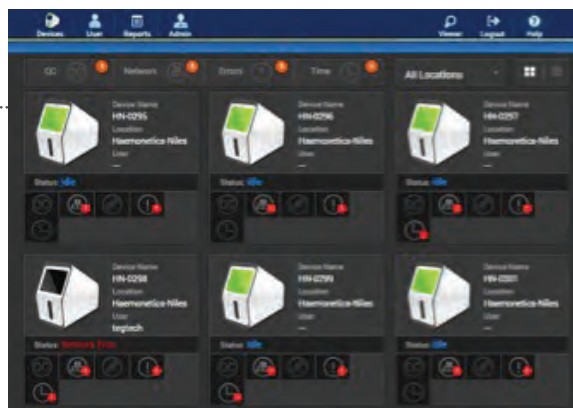 Devices User Reports Admin Viewer Logout Help
QC Network Errors Time All Locations
Device Name
HN-0295
Location
Haemonetics-Niles
User
—
Status: Idle
Device Name
HN-0296
Location
Haemonetics-Niles
User
—
Status: Idle
Device Name
HN-0297
Location
Haemonetics-Niles
User
—
Status: Idle
Device Name
HN-0298
Location
Haemonetics-Niles
User
tegtech
Status: Network Error
Device Name
HN-0299
Location
Haemonetics-Niles
User
—
Status: Idle
Device Name
HN-0301
Location
Haemonetics-Niles
User
—
Status: Idle